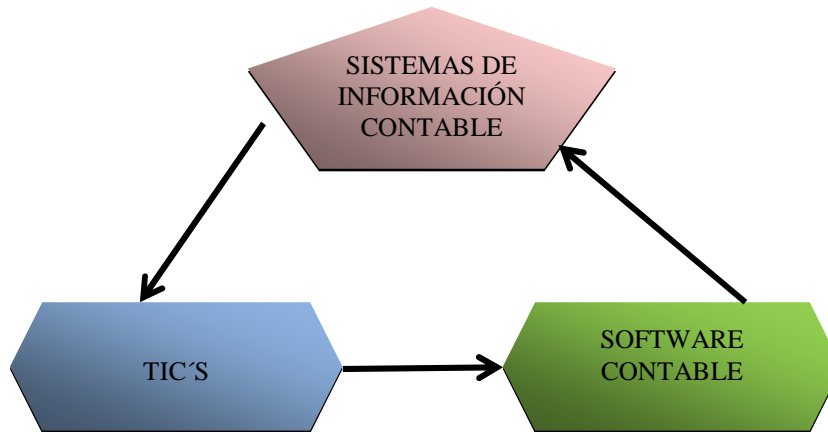 SISTEMAS DE
INFORMACIÓN
CONTABLE
TIC´S
SOFTWARE
CONTABLE